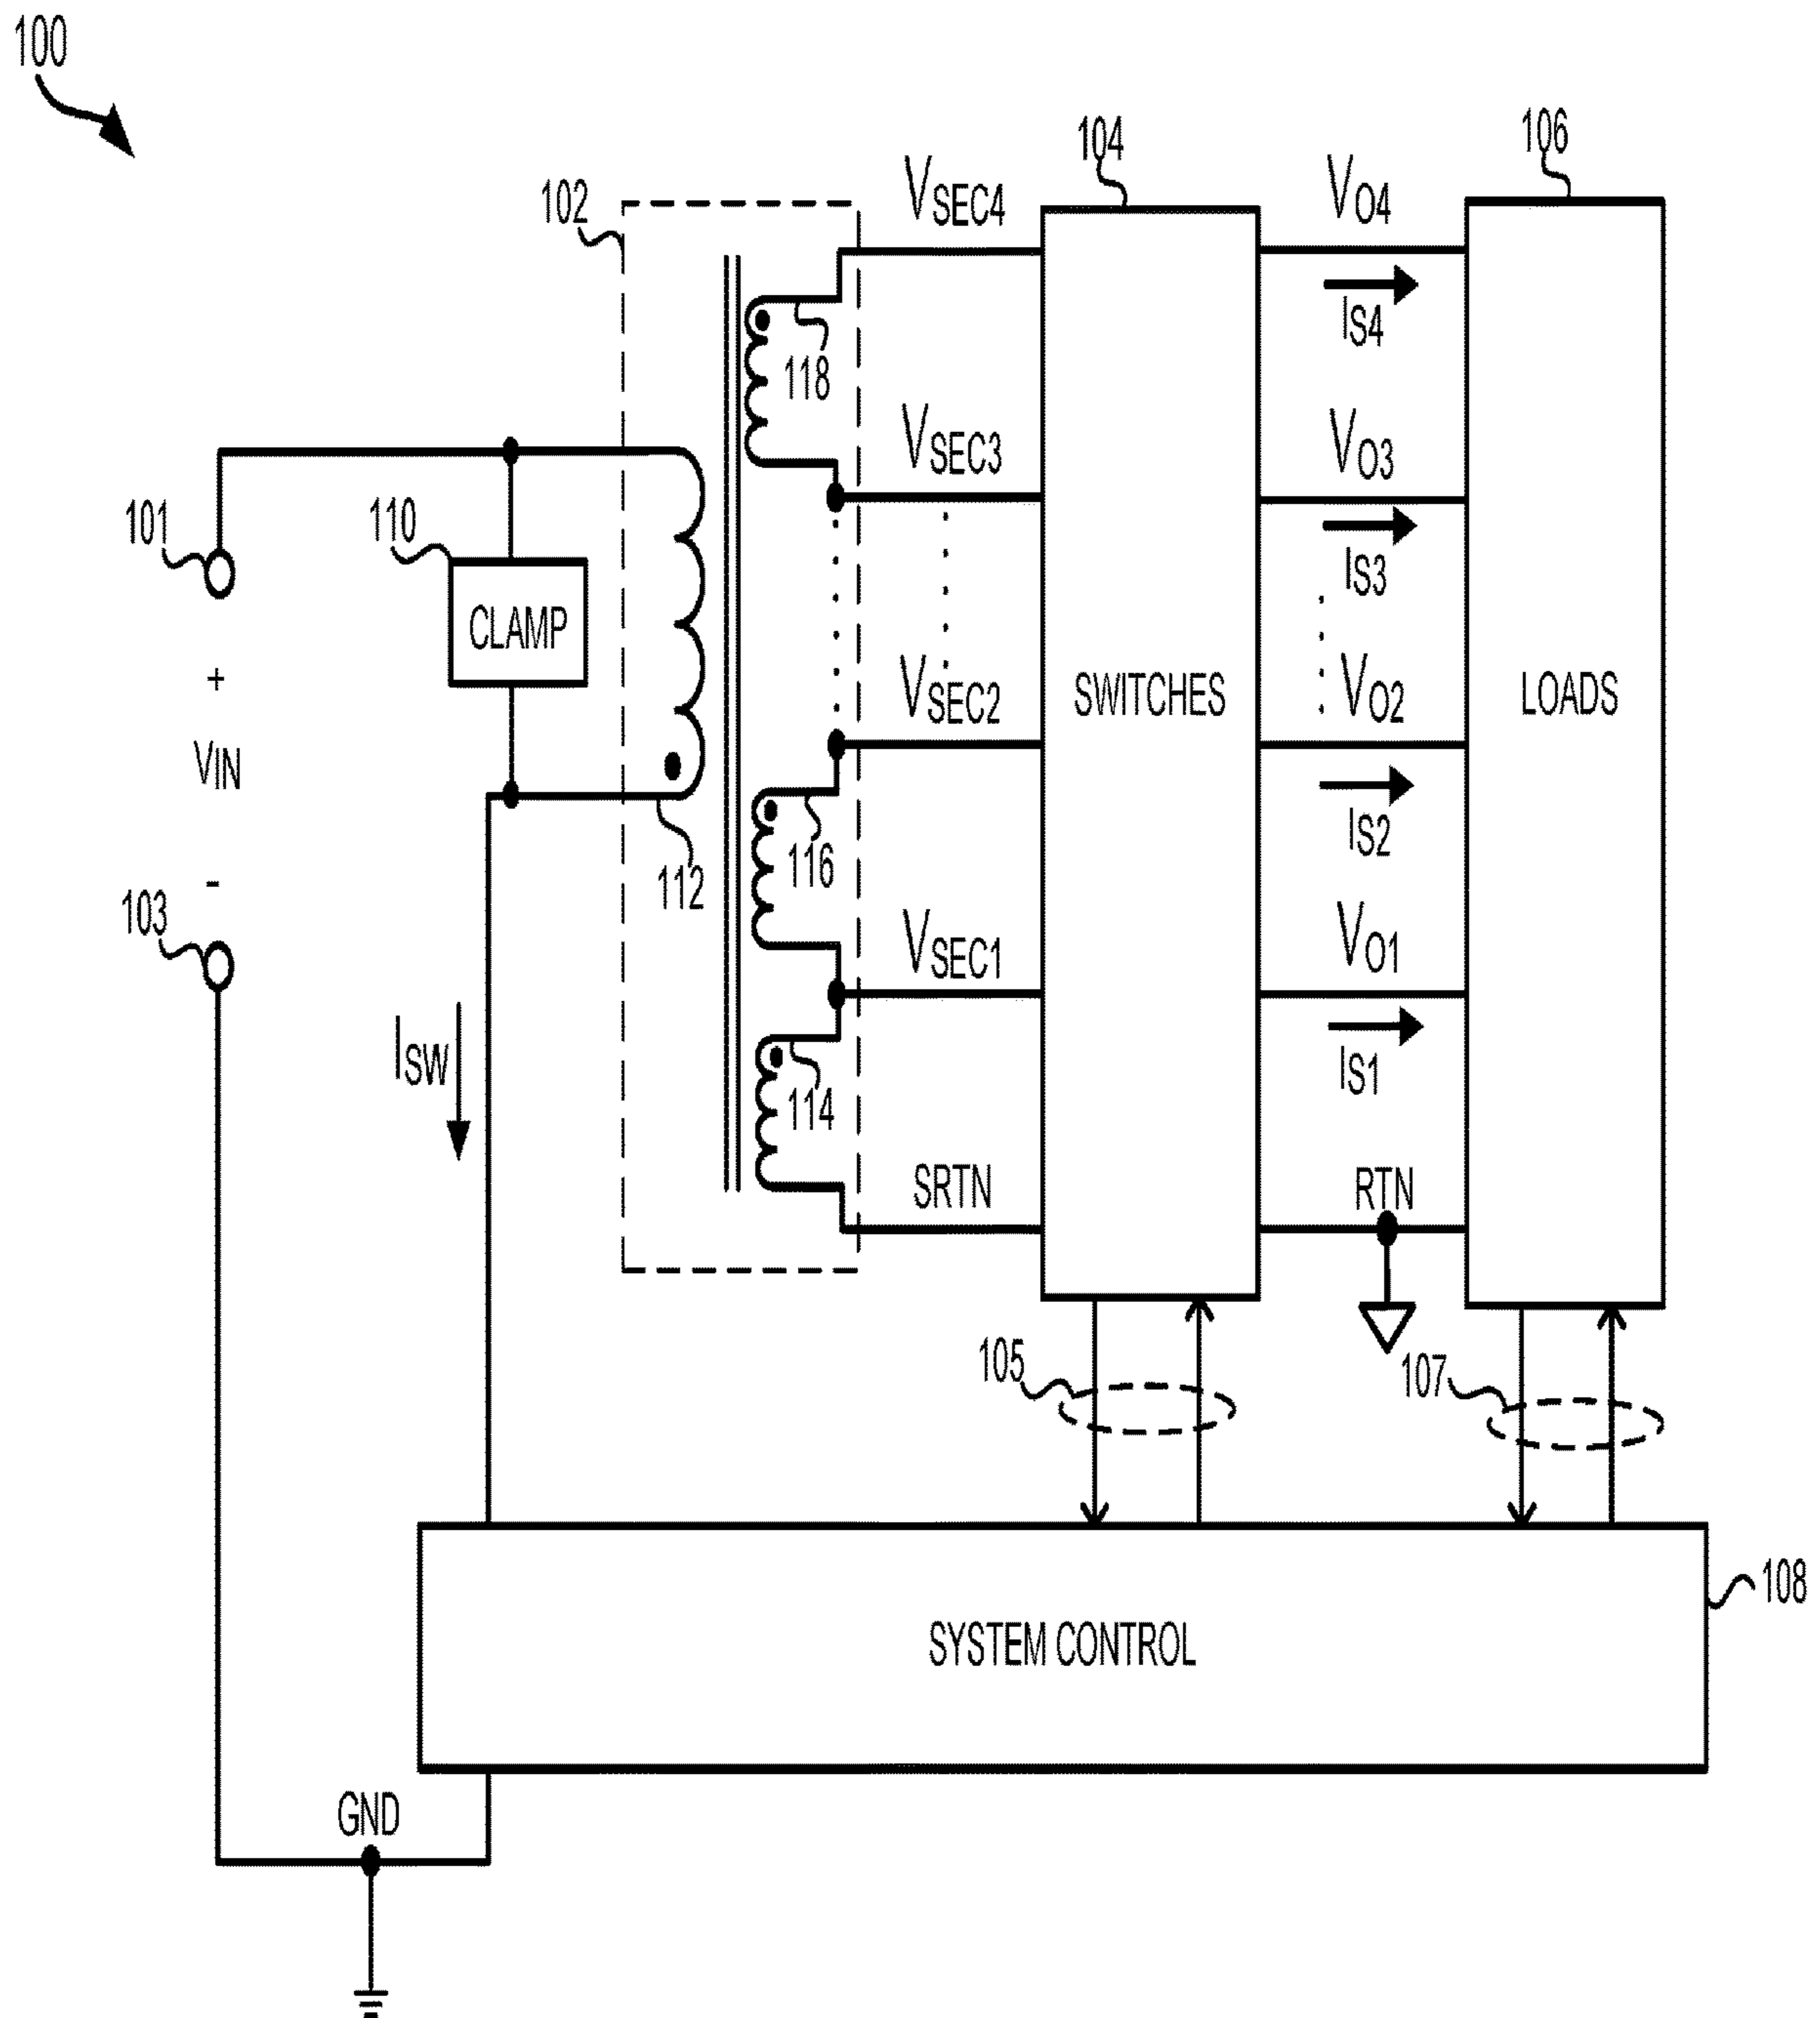 100
102
104
106
VSEC4
VO4
IS4
118
VSEC3
VO3
101
110
CLAMP
IS3
+
VIN
-
VSEC2
SWITCHES
VO2
LOADS
IS2
116
112
103
VSEC1
VO1
ISW
IS1
114
SRTN
RTN
105
107
108
SYSTEM CONTROL
GND